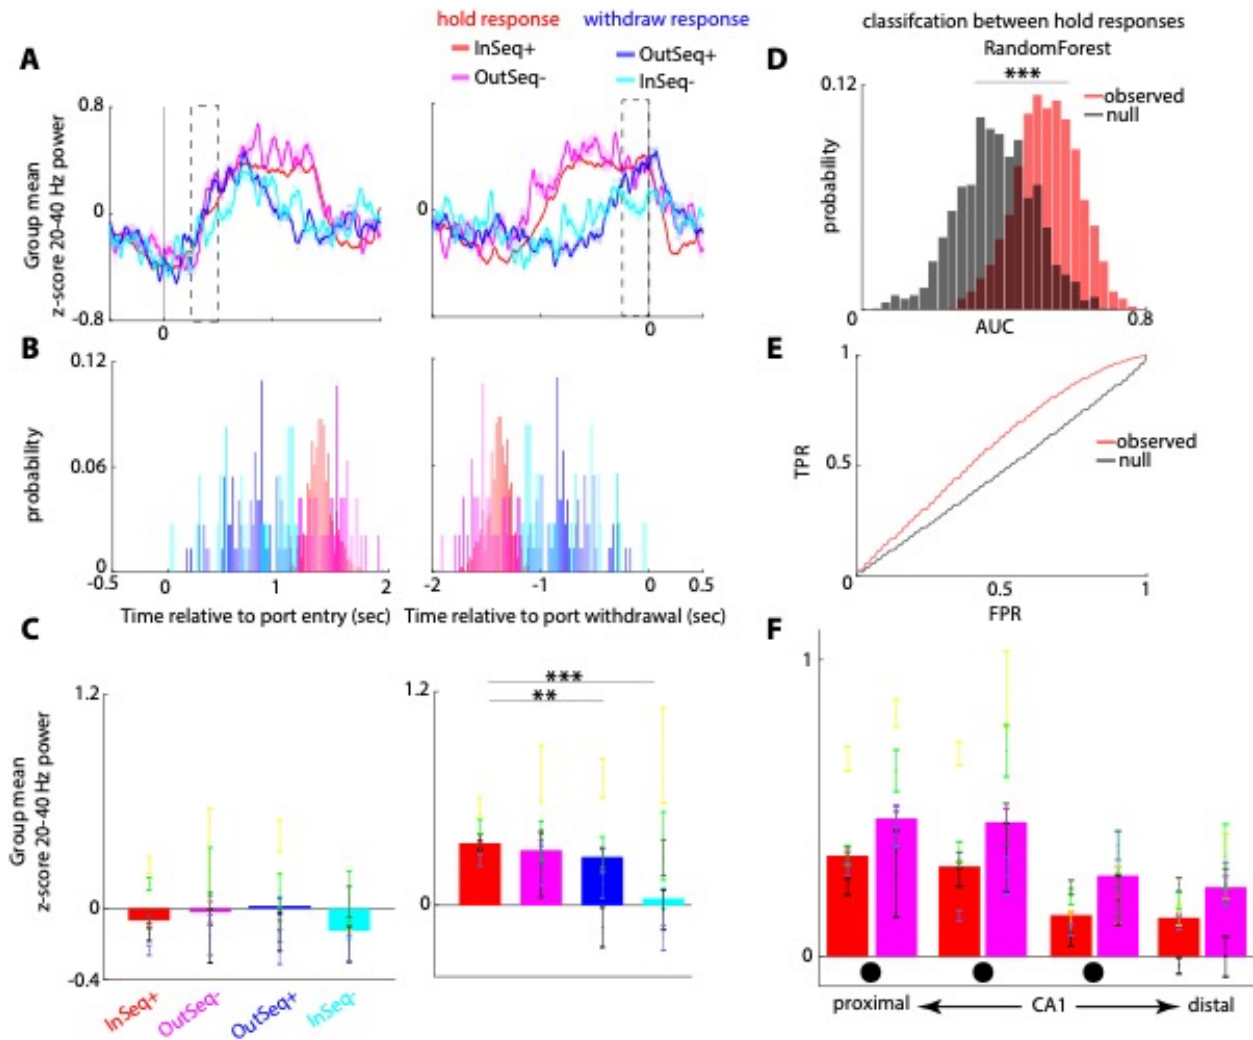 hold response withdraw response
InSeq+ OutSeq+
OutSeq- InSeq-
classifcation between hold responses
RandomForest
A
0.8
0
-0.8
Group mean
z-score 20-40 Hz power
0
0
0
D
***
0.12
probability
observed
null
0
AUC
0.8
B
0.12
0.06
0
probability
-0.5 0 1 2
Time relative to port entry (sec)
-2 -1 0 0.5
Time relative to port withdrawal (sec)
E
1
0.5
0
TPR
observed
null
0.5 1
FPR
C
1.2
0
-0.4
Group mean
z-score 20-40 Hz power
InSeq+ OutSeq- OutSeq+ InSeq-
1.2
0
***
**
F
1
0
proximal CA1 distal